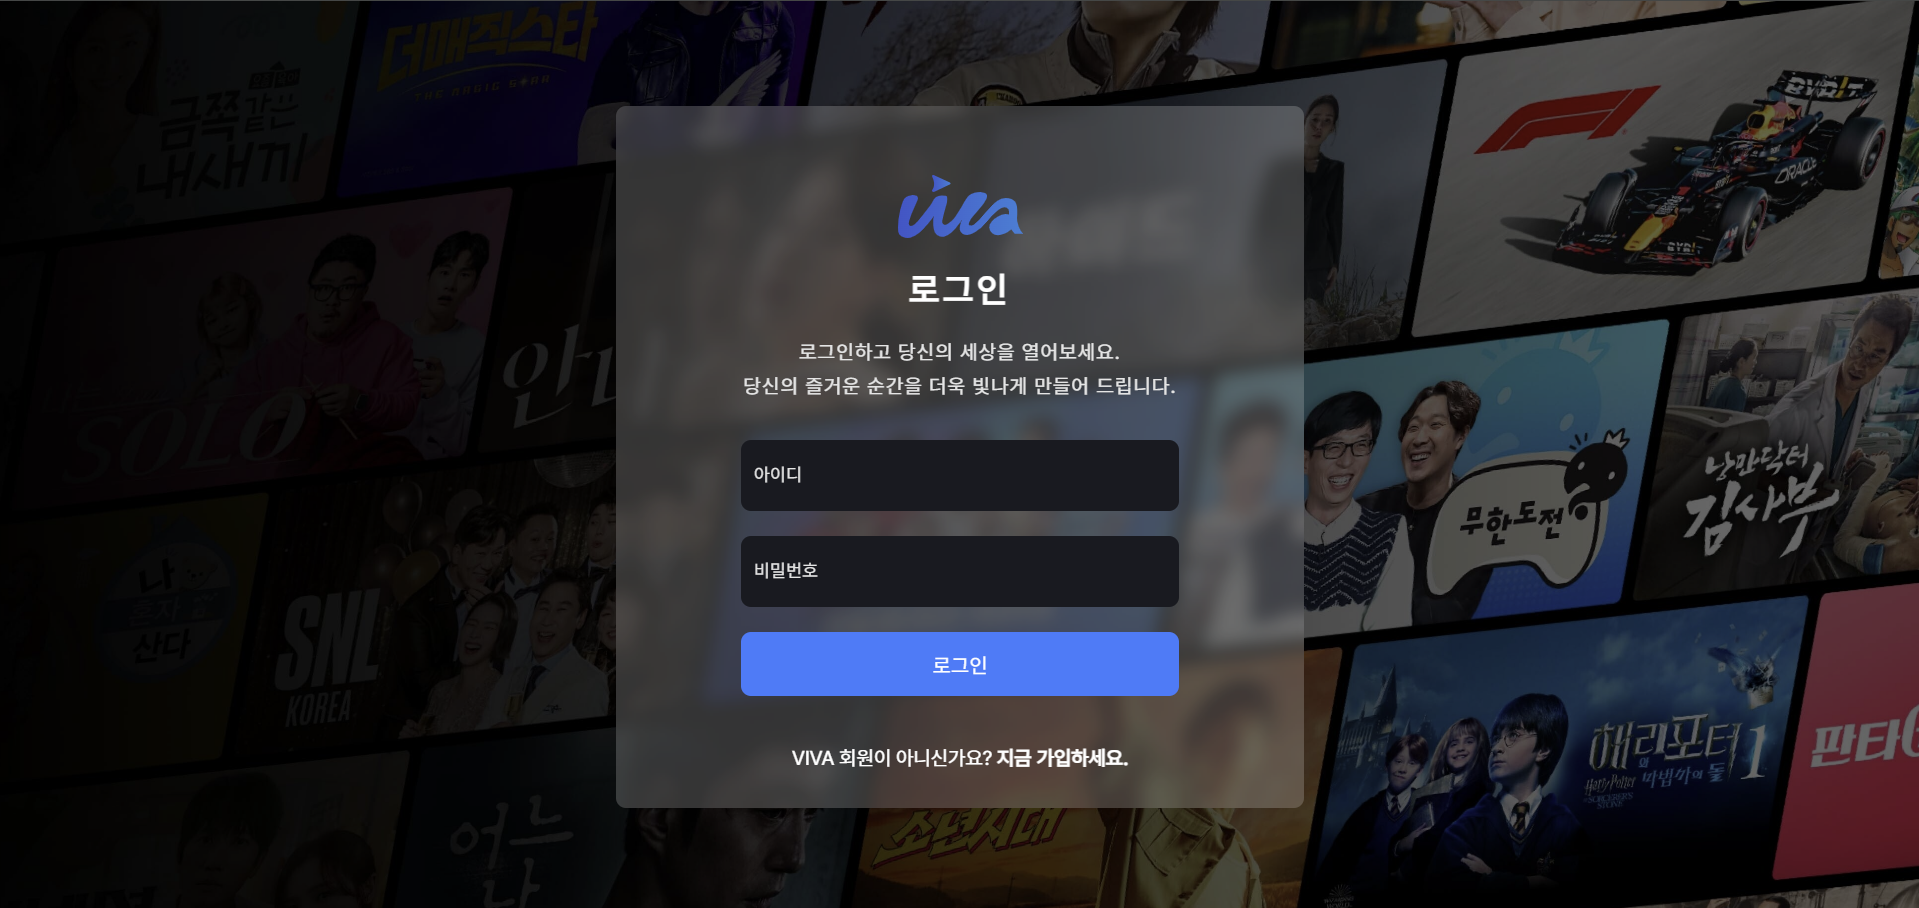 더매직스타
THE MAGIC STAR
금쪽같은
내새끼
F1
BYBIT
ORACLE
BYBIT
viva
로그인
로그인하고 당신의 세상을 열어보세요.
당신의 즐거운 순간을 더욱 빛나게 만들어 드립니다.
SOLO
아이디
무한도전
낭만닥터
김사부
비밀번호
나
혼자
산다
SNL
KOREA
로그인
해리포터
와
마법사의 돌
1
Harry Potter
SORCERER'S
STONE
판타
VIVA 회원이 아니신가요? 지금 가입하세요.
어느
소년시대